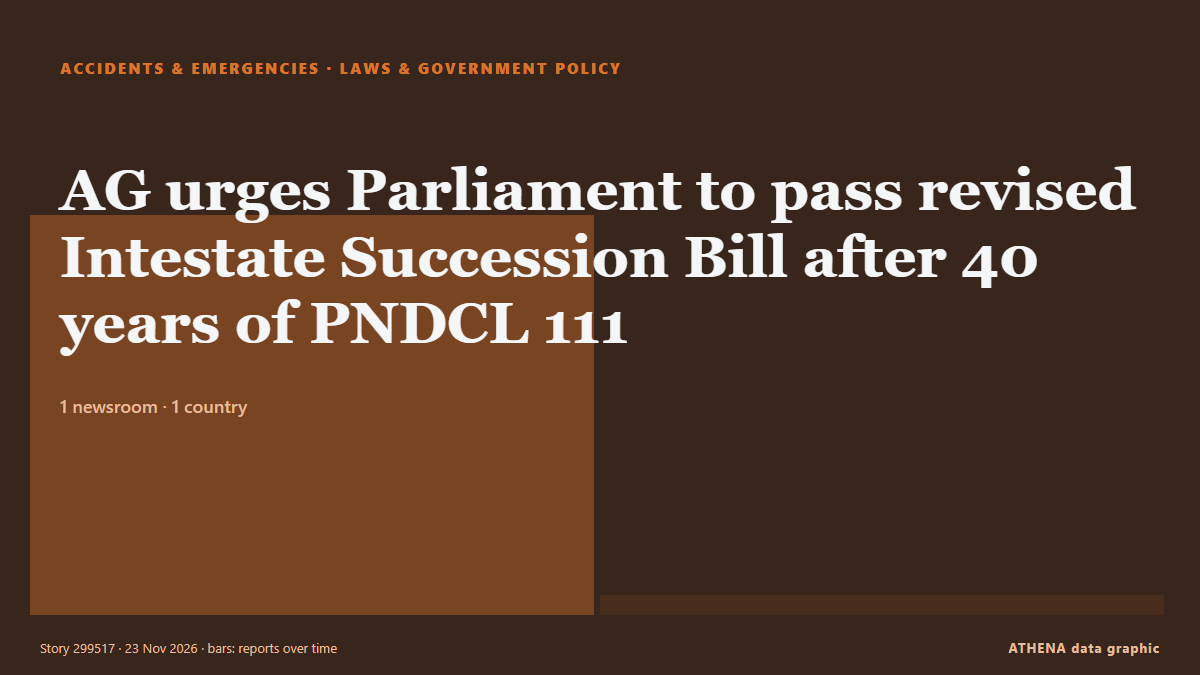 ACCIDENTS & EMERGENCIES · LAWS & GOVERNMENT POLICY
AG urges Parliament to pass revised
Intestate Succession Bill after 40
years of PNDCL 111
1 newsroom · 1 country
Story 299517 · 23 Nov 2026 · bars: reports over time
ATHENA data graphic